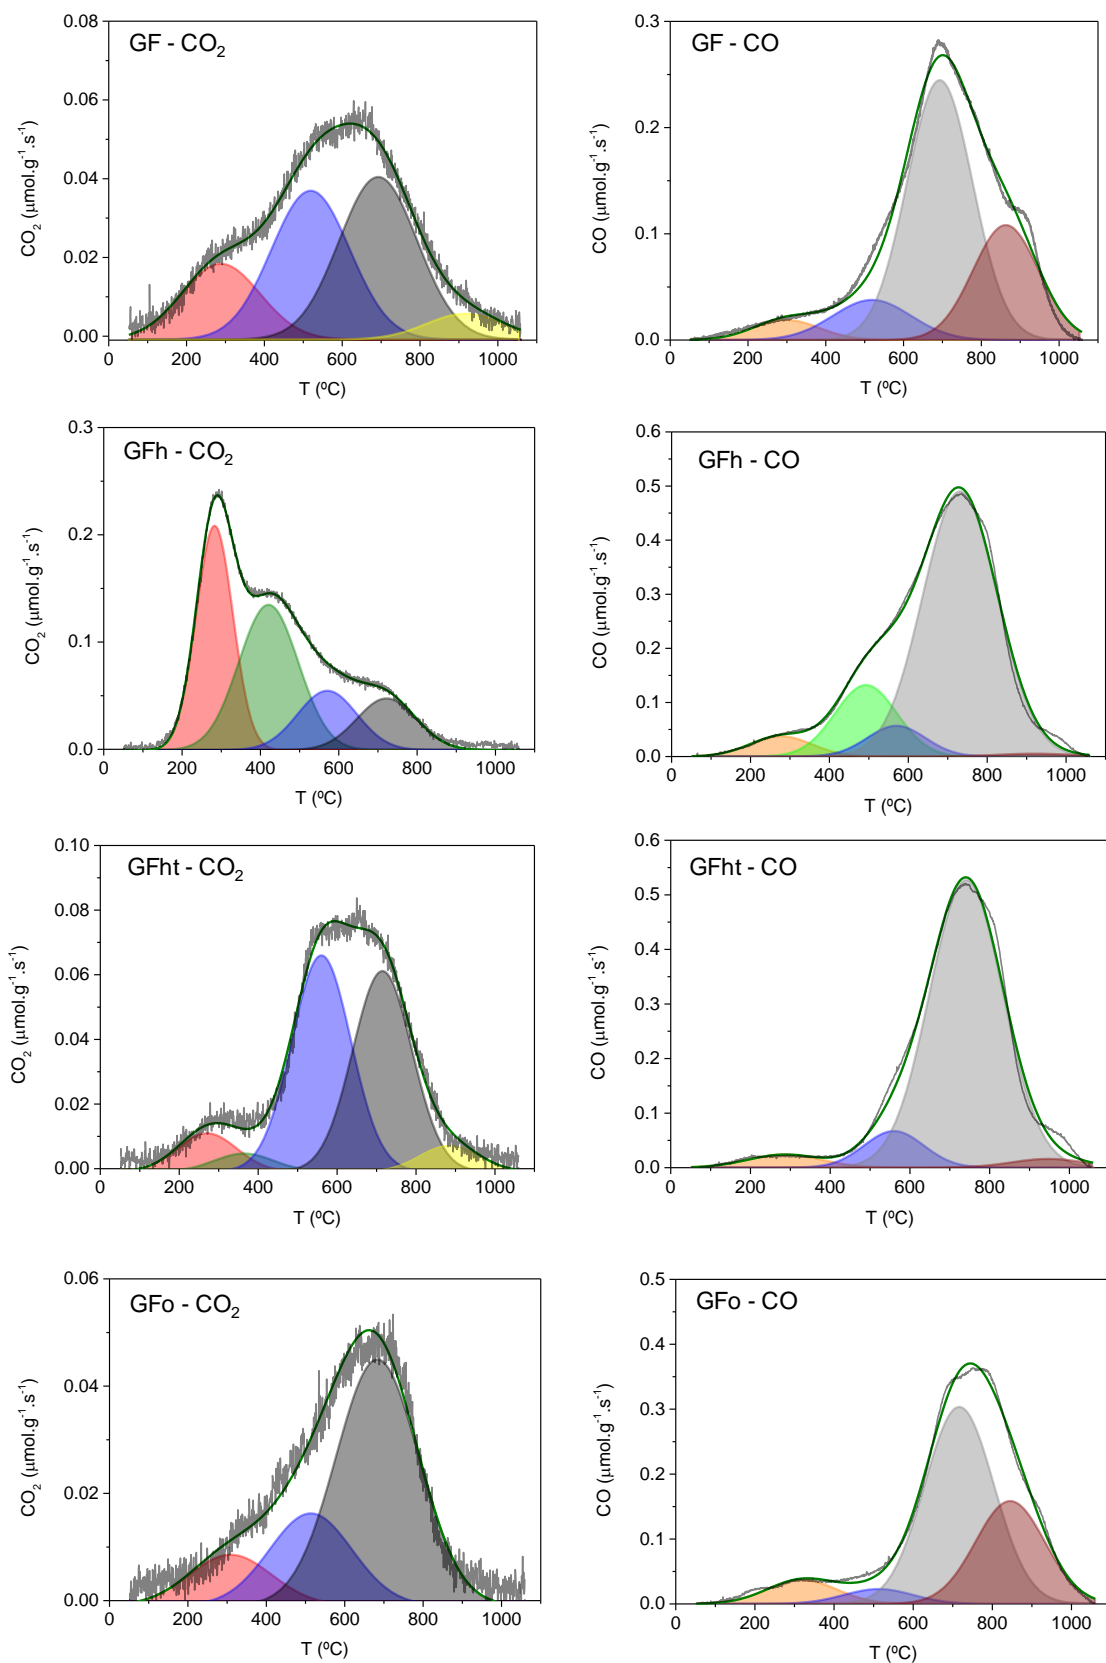 GF - CO2
0.08
0.06
0.04
0.02
0.00
CO2 (μmol.g-1.s-1)
0 200 400 600 800 1000
T (ºC)
GF - CO
0.3
0.2
0.1
0.0
CO (μmol.g-1.s-1)
0 200 400 600 800 1000
T (ºC)
GFh - CO2
0.3
0.2
0.1
0.0
CO2 (μmol.g-1.s-1)
0 200 400 600 800 1000
T (ºC)
GFh - CO
0.6
0.5
0.4
0.3
0.2
0.1
0.0
CO (μmol.g-1.s-1)
0 200 400 600 800 1000
T (ºC)
GFht - CO2
0.10
0.08
0.06
0.04
0.02
0.00
CO2 (μmol.g-1.s-1)
0 200 400 600 800 1000
T (ºC)
GFht - CO
0.6
0.5
0.4
0.3
0.2
0.1
0.0
CO (μmol.g-1.s-1)
0 200 400 600 800 1000
T (ºC)
GFo - CO2
0.06
0.04
0.02
0.00
CO2 (μmol.g-1.s-1)
0 200 400 600 800 1000
T (ºC)
GFo - CO
0.5
0.4
0.3
0.2
0.1
0.0
CO (μmol.g-1.s-1)
0 200 400 600 800 1000
T (ºC)